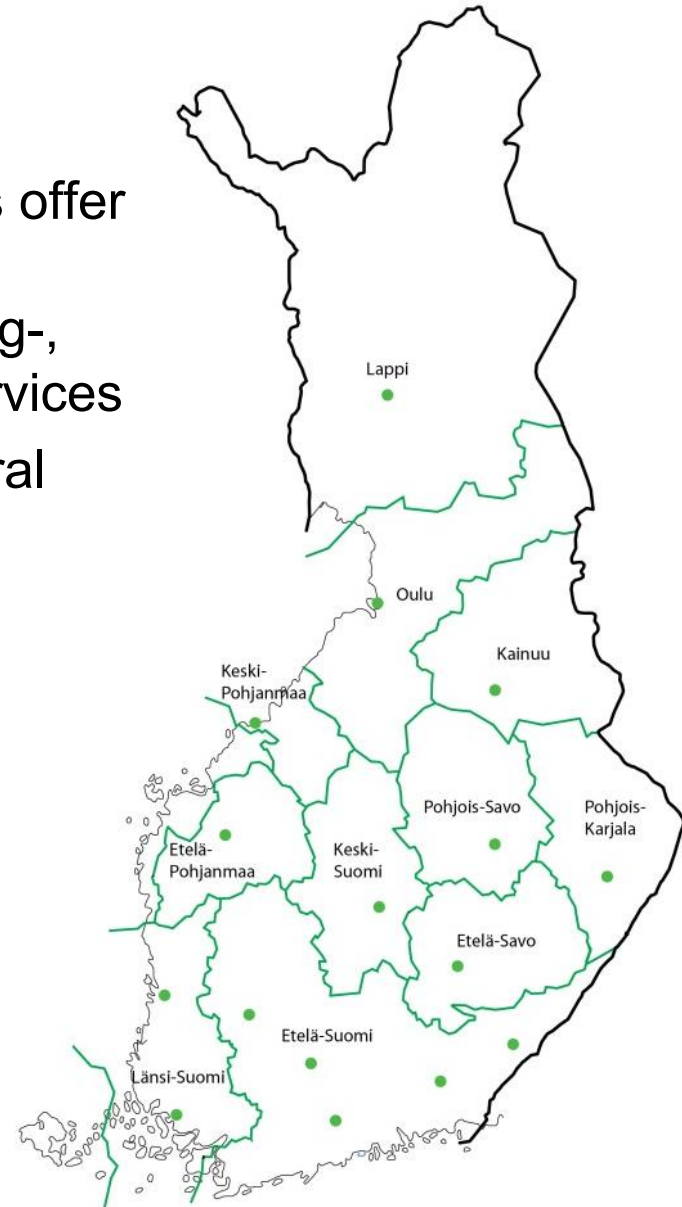 s offer
g-,
rvices
ral
Lappi
Oulu
Kainuu
Keski-
Pohjanmaa
Pohjois-Savo
Pohjois-
Karjala
Etelä-
Pohjanmaa
Keski-
Suomi
Etelä-Savo
Etelä-Suomi
Länsi-Suomi